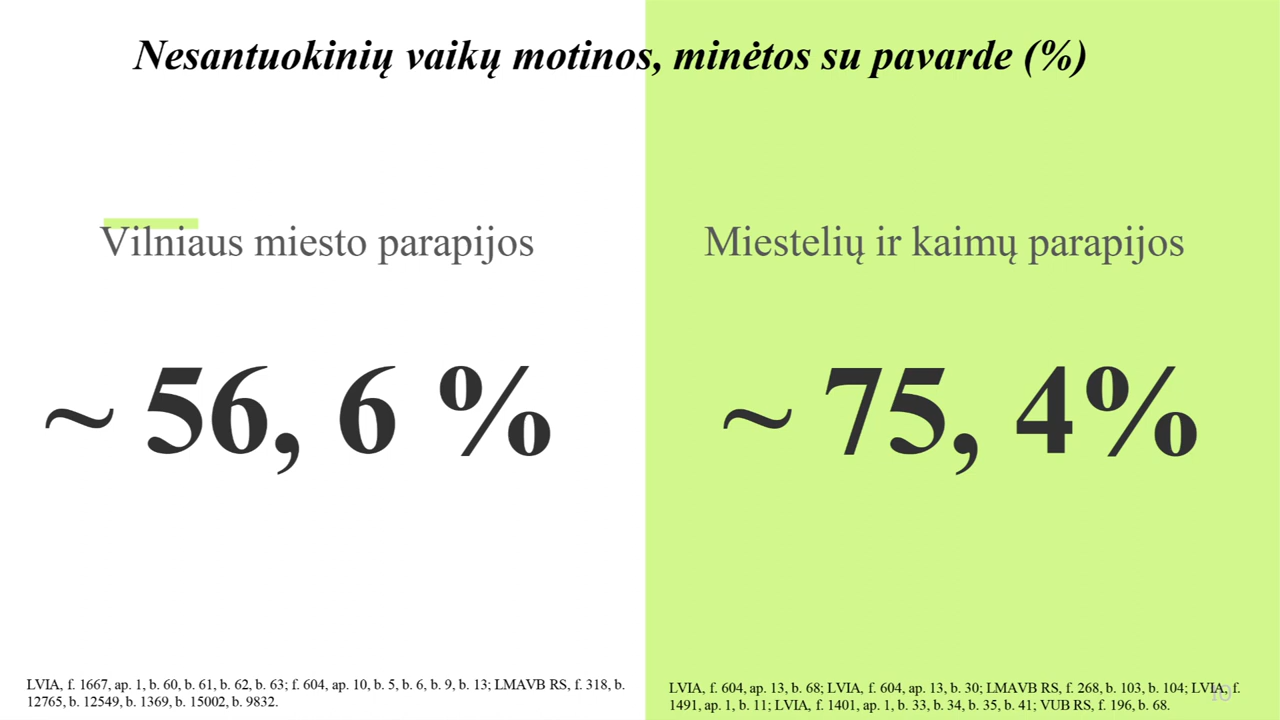 Nesantuokinių vaikų motinos, minėtos su pavarde (%)
Vilniaus miesto parapijos
~ 56, 6 %
LVIA, f. 1667, ap. 1, b. 60, b. 61, b. 62, b. 63; f. 604, ap. 10, b. 5, b. 6, b. 9, b. 13; LMAVB RS, f. 318, b.
12765, b. 12549, b. 1369, b. 15002, b. 9832.
Miestelių ir kaimų parapijos
~ 75, 4%
LVIA, f. 604, ap. 13, b. 68; LVIA, f. 604, ap. 13, b. 30; LMAVB RS, f. 268, b. 103, b. 104; LVIA, f.
1491, ap. 1, b. 11; LVIA, f. 1401, ap. 1, b. 33, b. 34, b. 35, b. 41; VUB RS, f. 196, b. 68.
10